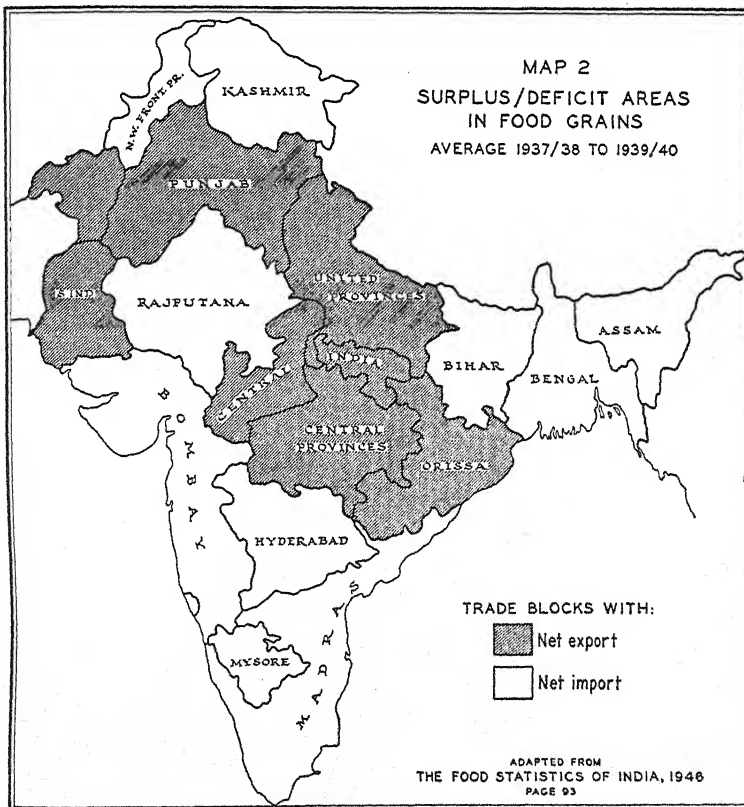 MAP 2
SURPLUS/DEFICIT AREAS
IN FOOD GRAINS
AVERAGE 1937/38 TO 1939/40
N.W. FRONT. PR.
KASHMIR
PUNJAB
SIND
RAJPUTANA
UNITED
PROVINCES
CENTRAL
INDIA
BIHAR
BENGAL
ASSAM
CENTRAL
PROVINCES
ORISSA
BOMBAY
HYDERABAD
MYSORE
MADRAS
TRADE BLOCKS WITH:
Net export
Net import
ADAPTED FROM
THE FOOD STATISTICS OF INDIA, 1946
PAGE 93